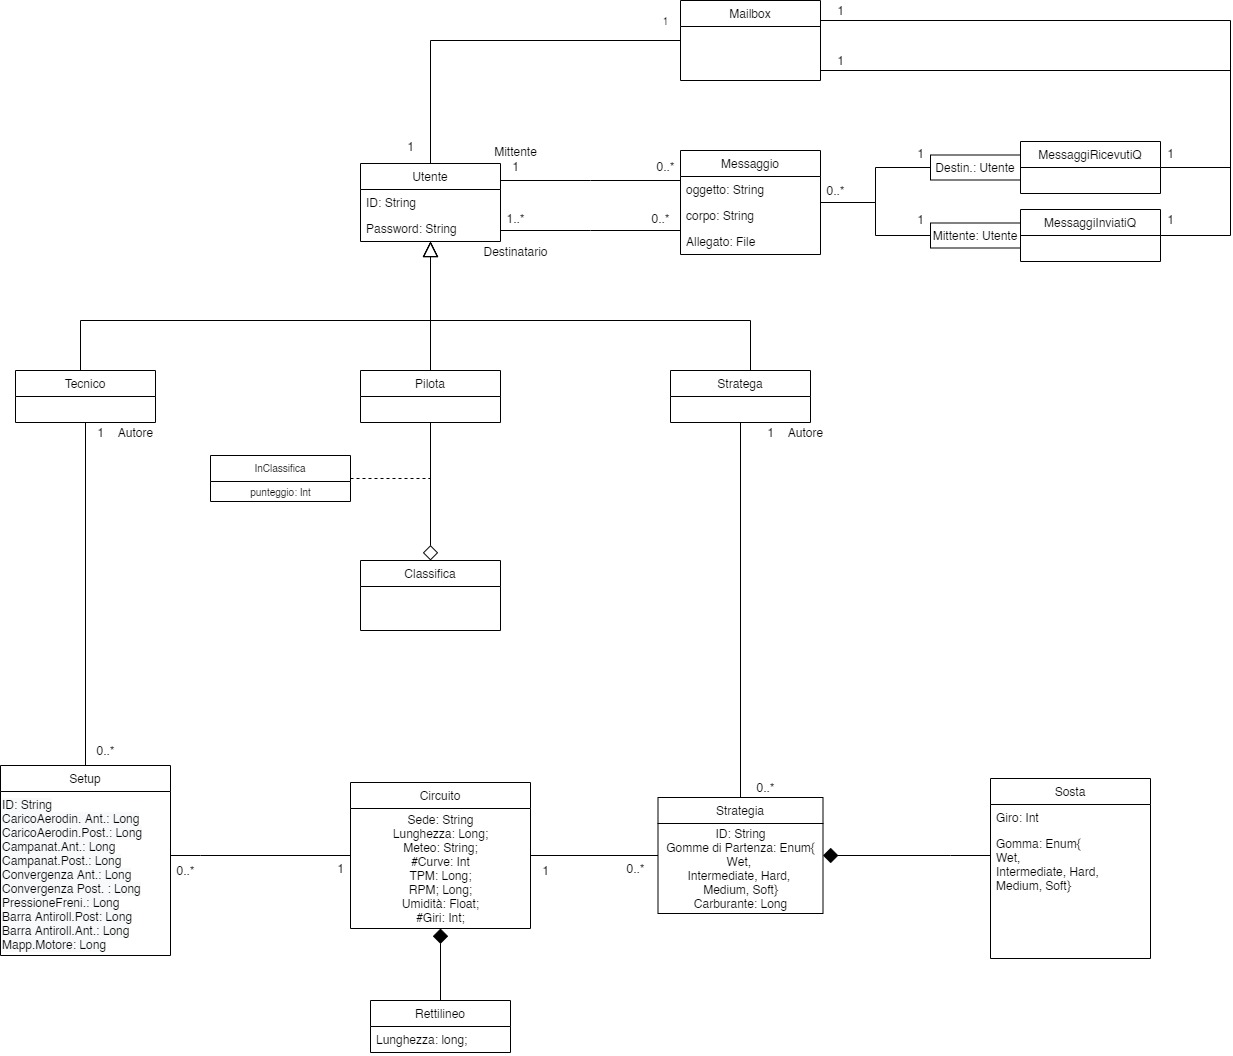 Mailbox
1
1
1
1
Utente
ID: String
Password: String
Mittente
1
0..*
1..*
0..*
Destinatario
Messaggio
oggetto: String
corpo: String
Allegato: File
0..*
1
Destin.: Utente
MessaggiRicevutiQ
1
1
Mittente: Utente
MessaggiInviatiQ
1
Tecnico
1 Autore
Pilota
Stratega
1 Autore
InClassifica
punteggio: Int
Classifica
0..*
Setup
ID: String
CaricoAerodin. Ant.: Long
CaricoAerodin.Post.: Long
Campanat.Ant.: Long
Campanat.Post.: Long
Convergenza Ant.: Long
Convergenza Post. : Long
PressioneFreni.: Long
Barra Antiroll.Post: Long
Barra Antiroll.Ant.: Long
Mapp.Motore: Long
0..*
1
Circuito
Sede: String
Lunghezza: Long;
Meteo: String;
#Curve: Int
TPM: Long;
RPM; Long;
Umidità: Float;
#Giri: Int;
1
0..*
0..*
Strategia
ID: String
Gomme di Partenza: Enum{
Wet,
Intermediate, Hard,
Medium, Soft}
Carburante: Long
Sosta
Giro: Int
Gomma: Enum{
Wet,
Intermediate, Hard,
Medium, Soft}
Rettilineo
Lunghezza: long;